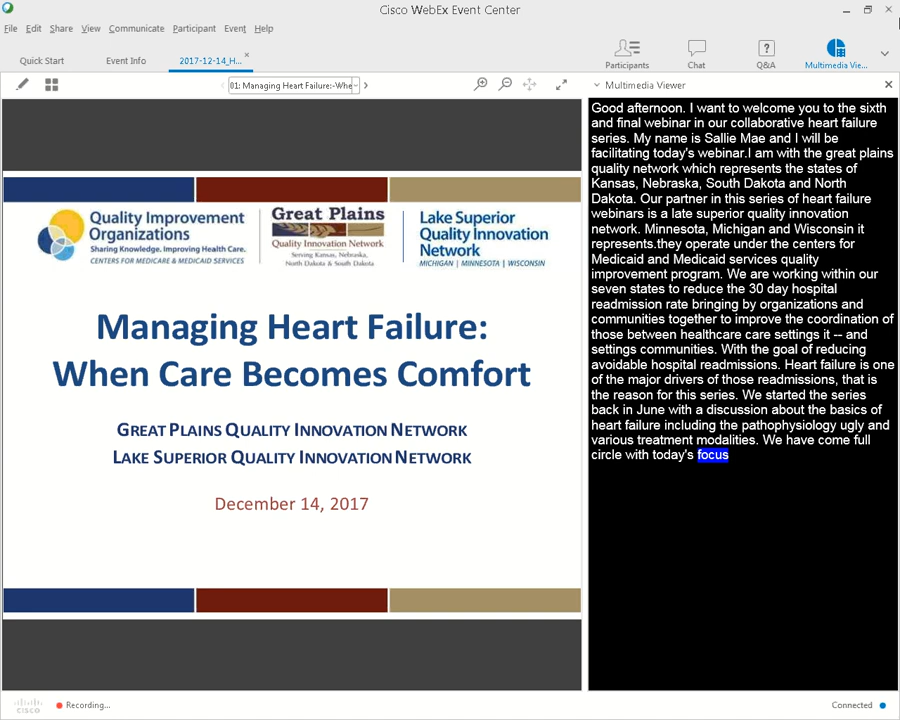 Cisco WebEx Event Center
File Edit Share View Communicate Participant Event Help
Quick Start Event Info 2017-12-14_H... Participants Chat Q&A Multimedia Vie...
01: Managing Heart Failure:-Whe
Multimedia Viewer
Quality Improvement
Organizations
Sharing Knowledge. Improving Health Care.
CENTERS FOR MEDICARE & MEDICAID SERVICES
Great Plains
Quality Innovation Network
Serving Kansas, Nebraska,
North Dakota & South Dakota
Lake Superior
Quality Innovation
Network
MICHIGAN | MINNESOTA | WISCONSIN
Managing Heart Failure:
When Care Becomes Comfort
GREAT PLAINS QUALITY INNOVATION NETWORK
LAKE SUPERIOR QUALITY INNOVATION NETWORK
December 14, 2017
Good afternoon. I want to welcome you to the sixth
and final webinar in our collaborative heart failure
series. My name is Sallie Mae and I will be
facilitating today's webinar.I am with the great plains
quality network which represents the states of
Kansas, Nebraska, South Dakota and North
Dakota. Our partner in this series of heart failure
webinars is a late superior quality innovation
network. Minnesota, Michigan and Wisconsin it
represents.they operate under the centers for
Medicaid and Medicaid services quality
improvement program. We are working within our
seven states to reduce the 30 day hospital
readmission rate bringing by organizations and
communities together to improve the coordination of
those between healthcare care settings it -- and
settings communities. With the goal of reducing
avoidable hospital readmissions. Heart failure is one
of the major drivers of those readmissions, that is
the reason for this series. We started the series
back in June with a discussion about the basics of
heart failure including the pathophysiology ugly and
various treatment modalities. We have come full
circle with today's focus
CISCO
Recording...
Connected